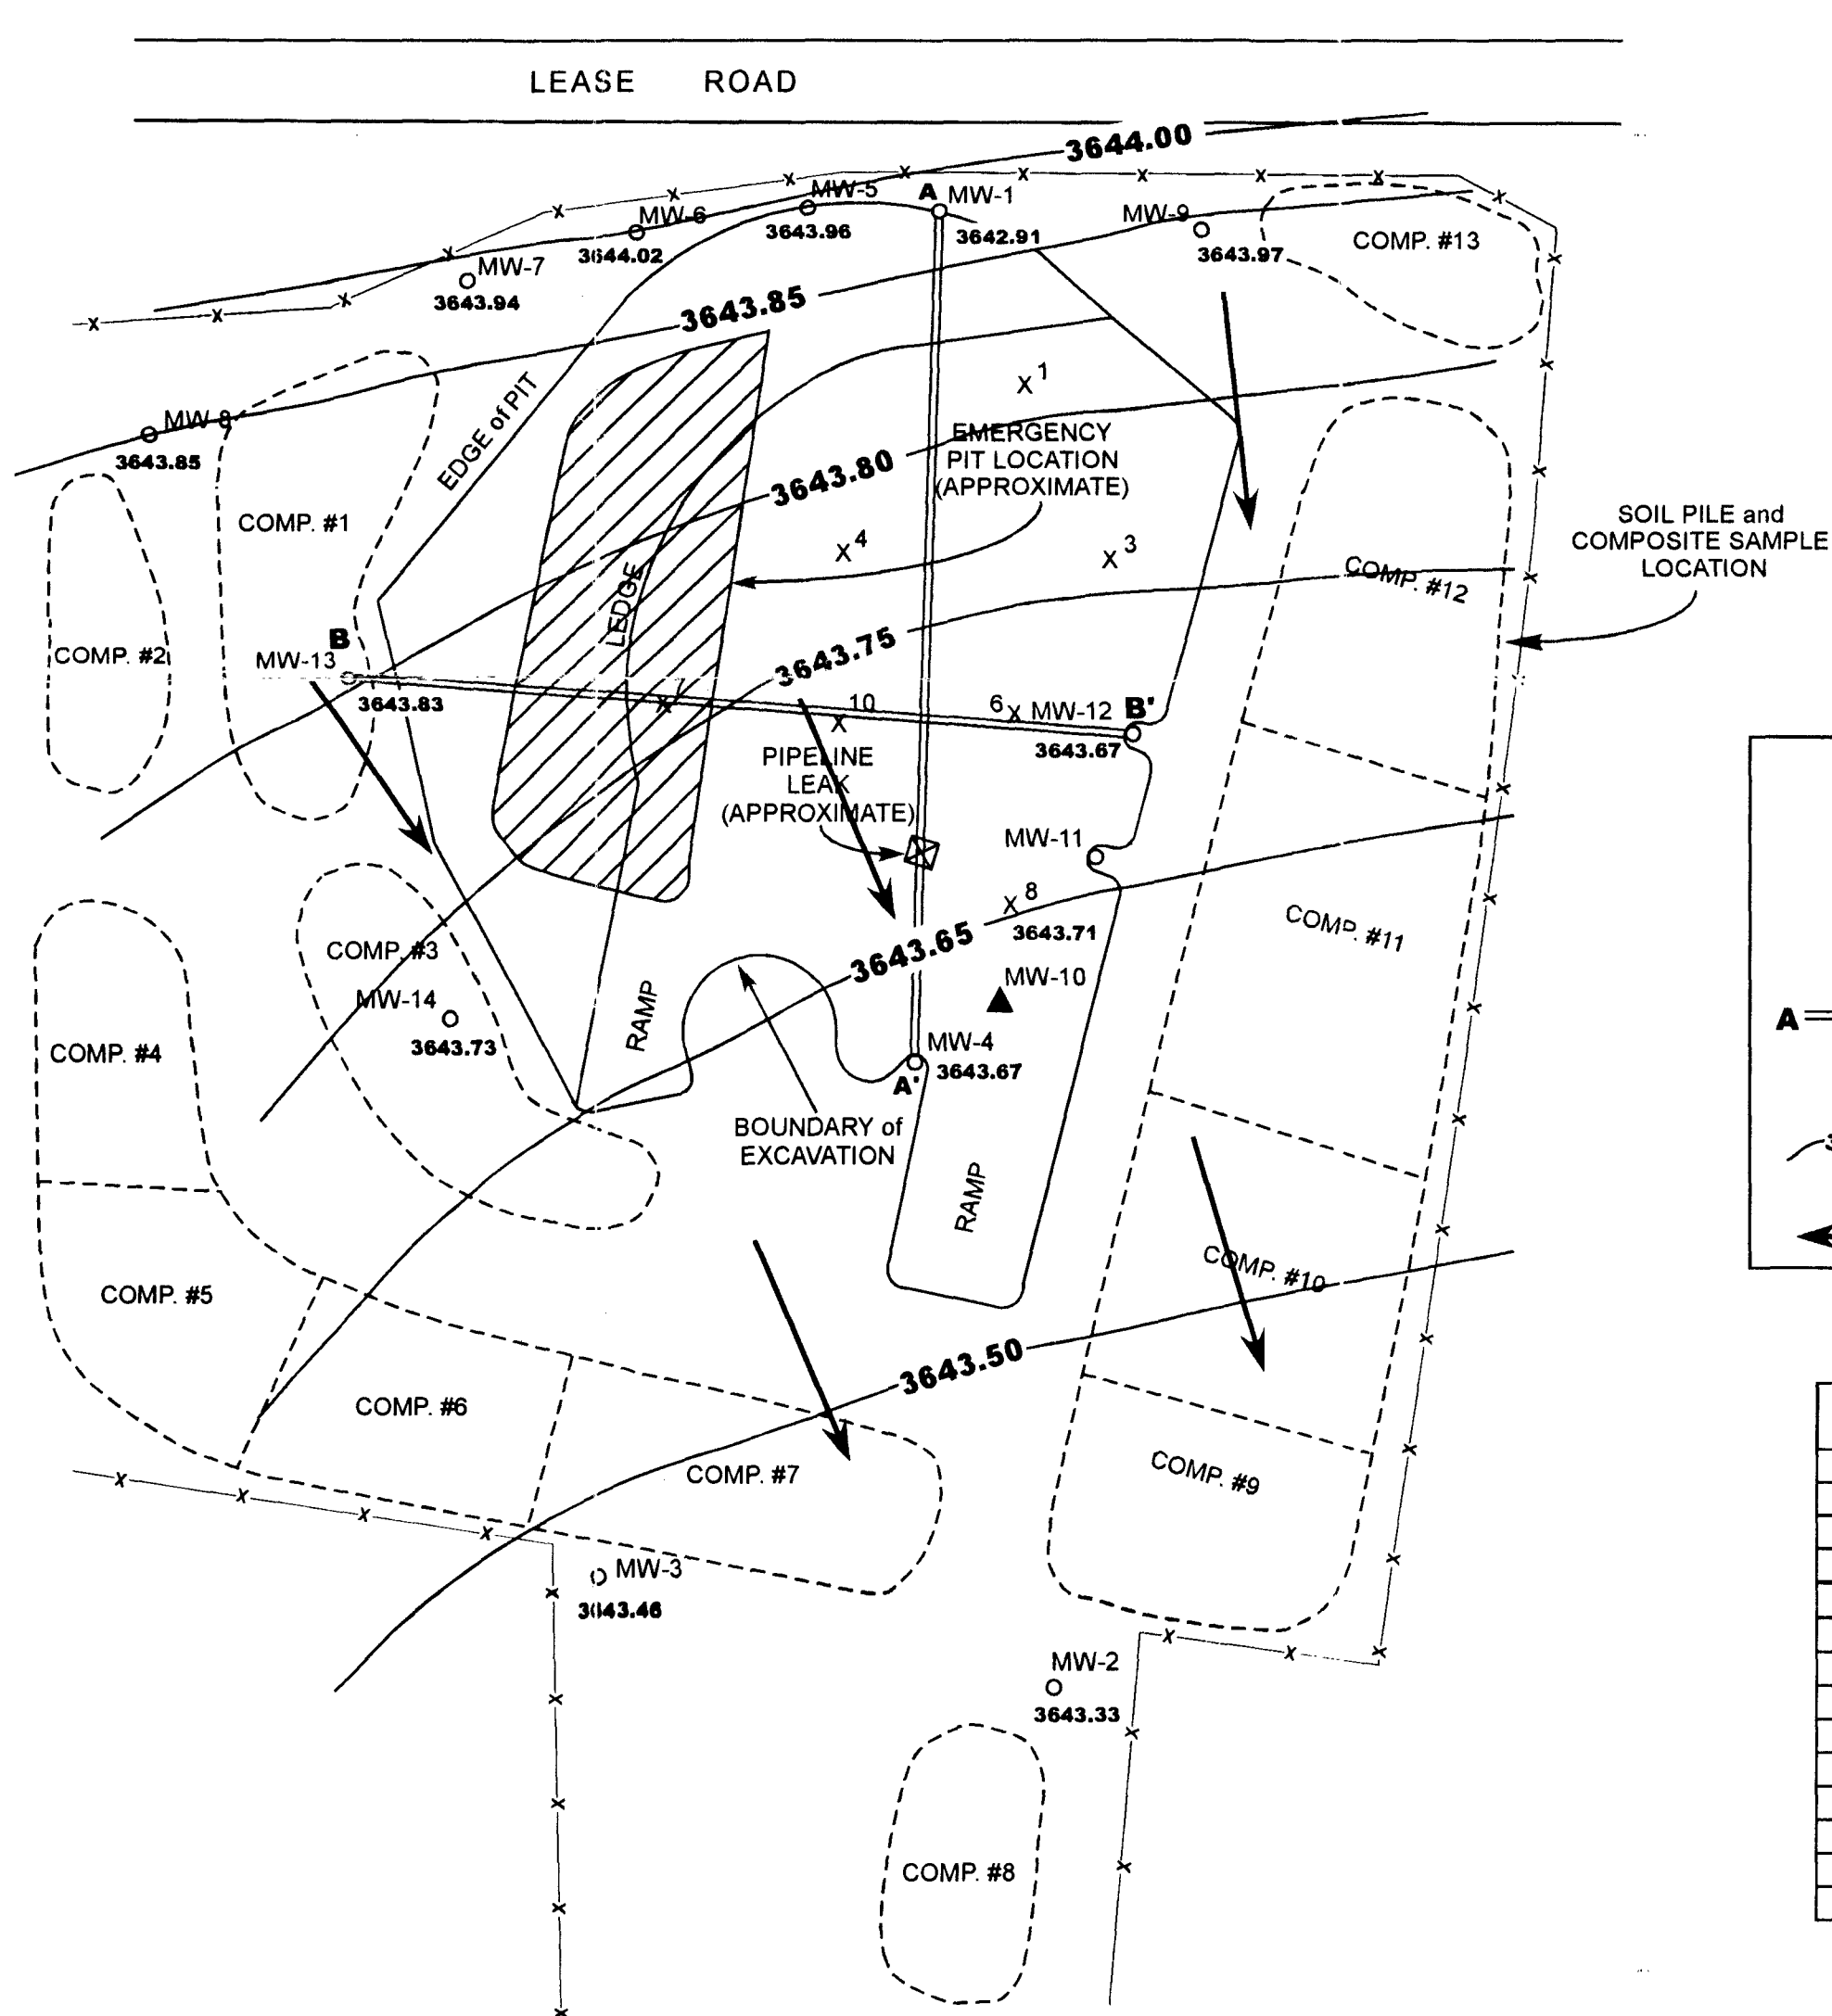 LEASE ROAD
3644.00
MW-5
A MW-1
MW-6
MW-9
3643.96
3642.91
COMP. #13
3644.02
3643.97
MW-7
3643.94
3643.85
EDGE of PIT
X 1
MW-8
3643.85
EMERGENCY
PIT LOCATION
(APPROXIMATE)
3643.80
COMP. #1
SOIL PILE and
COMPOSITE SAMPLE
LOCATION
X 4
X 3
COMP. #12
LEDGE
B
3643.75
COMP. #2
MW-13
3643.83
X 7
X 10
6 X MW-12 B'
3643.67
PIPELINE
LEAK
(APPROXIMATE)
MW-11
X 8
3643.71
COMP. #11
3643.65
COMP. #3
MW-10
MW-14
3643.73
RAMP
A
MW-4
3643.67
A'
COMP. #4
BOUNDARY of
EXCAVATION
RAMP
COMP. #10
COMP. #5
3643.50
COMP. #6
COMP. #7
COMP. #9
MW-3
3643.46
MW-2
3643.33
COMP. #8